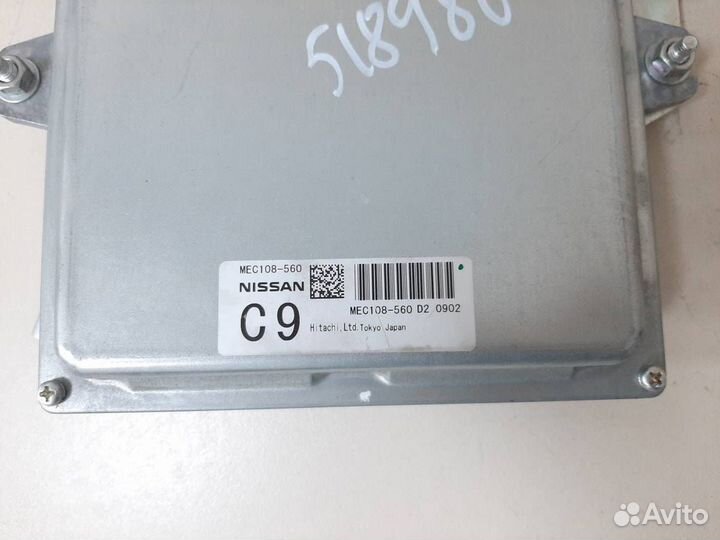 518980
MEC108-560
NISSAN
C9
MEC108-560 D2 0902
Hitachi,Ltd.Tokyo Japan
Avito